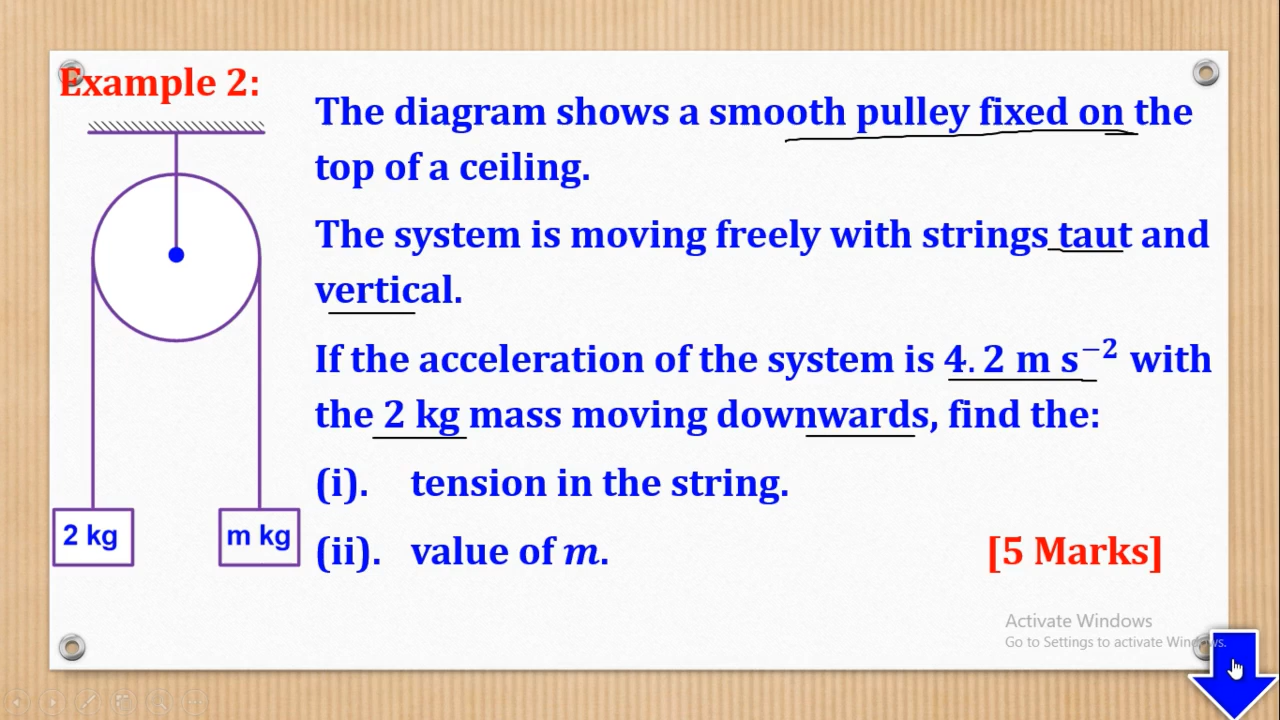 Example 2:
The diagram shows a smooth pulley fixed on the
top of a ceiling.
The system is moving freely with strings taut and
vertical.
If the acceleration of the system is 4.2 m s⁻² with
the 2 kg mass moving downwards, find the:
(i). tension in the string.
(ii). value of m.
[5 Marks]
2 kg
m kg
Activate Windows
Go to Settings to activate Windows.